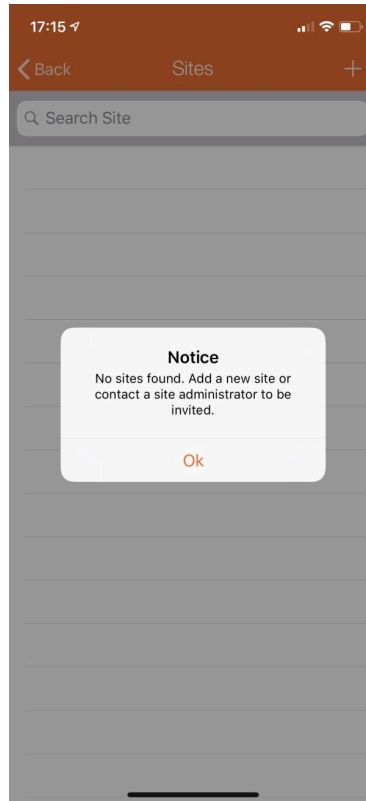 17:15
Back
Sites
Search Site
Notice
No sites found. Add a new site or
contact a site administrator to be
invited.
Ok